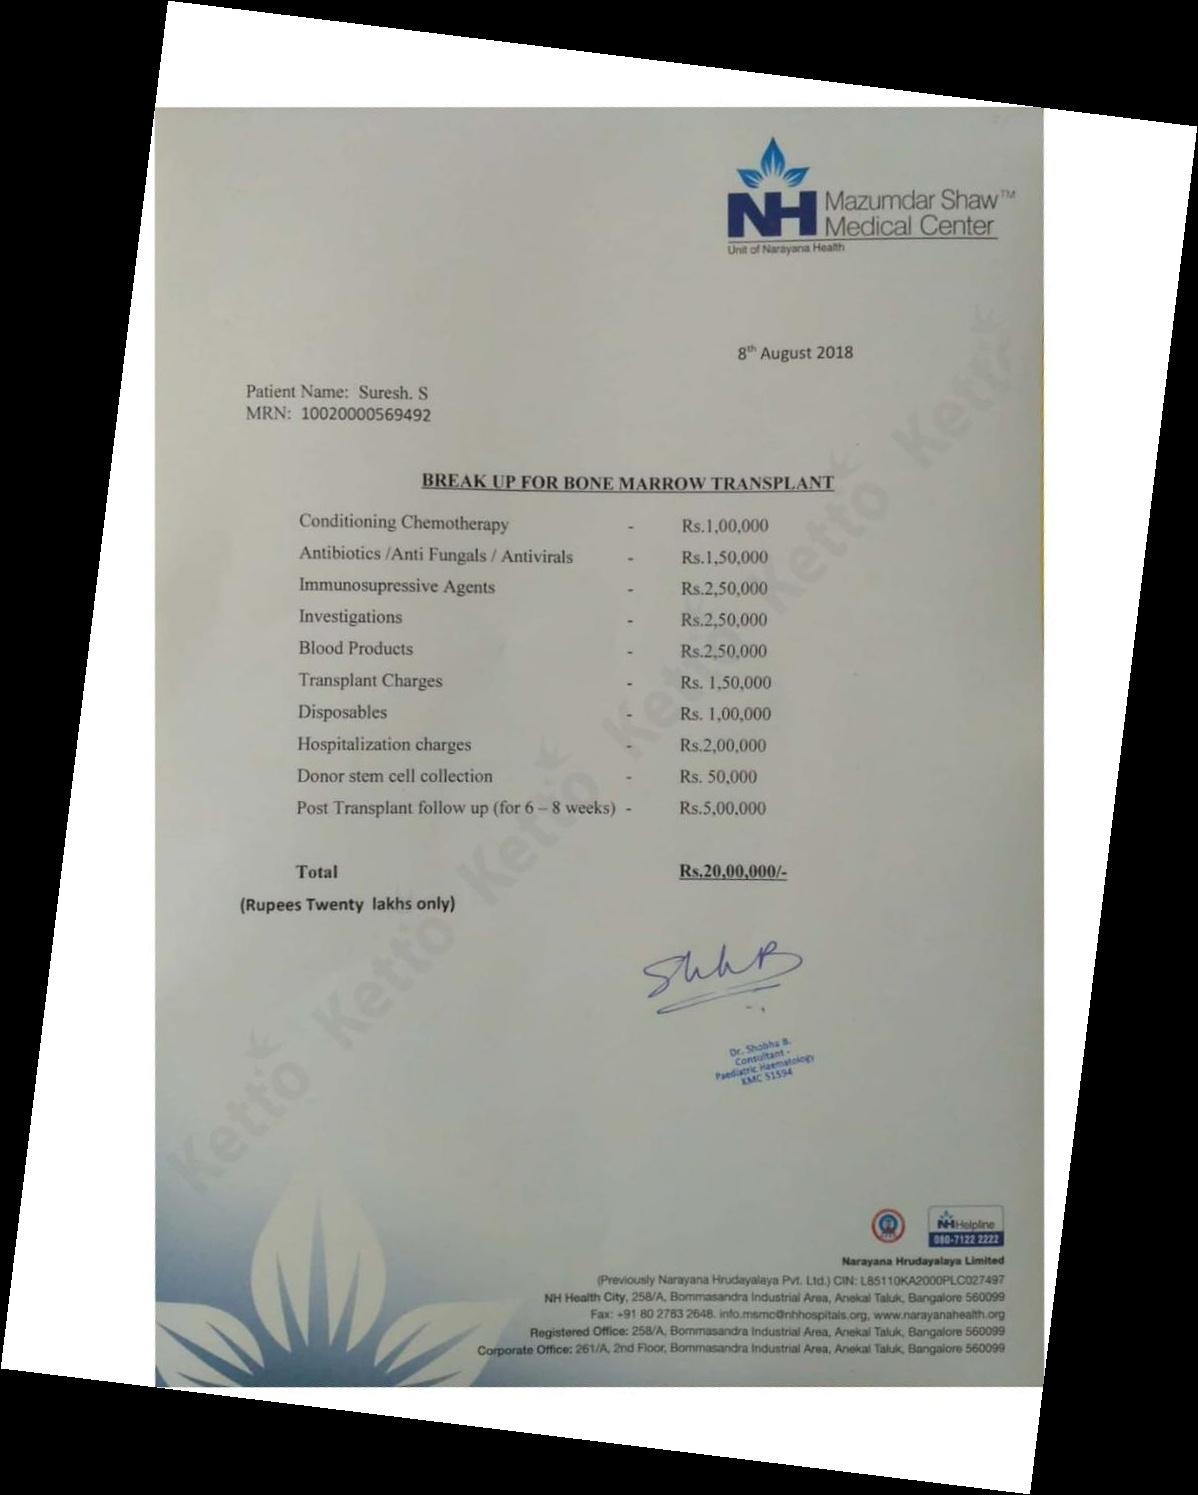 NH Mazumdar Shaw™
Medical Center
Unit of Narayana Health
8th August 2018
Patient Name: Suresh. S
MRN: 10020000569492
BREAK UP FOR BONE MARROW TRANSPLANT
Conditioning Chemotherapy - Rs.1,00,000
Antibiotics /Anti Fungals / Antivirals - Rs.1,50,000
Immunosupressive Agents - Rs.2,50,000
Investigations - Rs.2,50,000
Blood Products - Rs.2,50,000
Transplant Charges - Rs. 1,50,000
Disposables - Rs. 1,00,000
Hospitalization charges - Rs.2,00,000
Donor stem cell collection - Rs. 50,000
Post Transplant follow up (for 6 – 8 weeks) - Rs.5,00,000
Total Rs.20,00,000/-
(Rupees Twenty lakhs only)
Dr. Shobha B.
Consultant -
Paediatric Haematology
KMC 51594
Ketto Ketto Ketto Ketto Ketto Ketto
NH Helpline
080-7122 2222
Narayana Hrudayalaya Limited
(Previously Narayana Hrudayalaya Pvt. Ltd.) CIN: L85110KA2000PLC027497
NH Health City, 258/A, Bommasandra Industrial Area, Anekal Taluk, Bangalore 560099
Fax: +91 80 2783 2648. info.msmc@nhhospitals.org, www.narayanahealth.org
Registered Office: 258/A, Bommasandra Industrial Area, Anekal Taluk, Bangalore 560099
Corporate Office: 261/A, 2nd Floor, Bommasandra Industrial Area, Anekal Taluk, Bangalore 560099